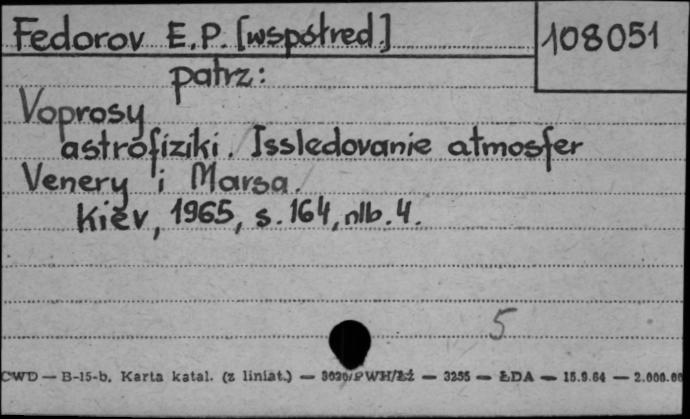 Fedorov E.P. [współred.]
108051
patrz:
Voprosy
astrofiziki. Issledovanie atmosfer
Venery i Marsa.
Kiev, 1965, s. 164, nlb. 4.
5
CWD — B-15-b. Karta katal. (z liniat.) — 3020/PWH/Łż — 3255 — ŁDA — 15.9.64 — 2.000.00